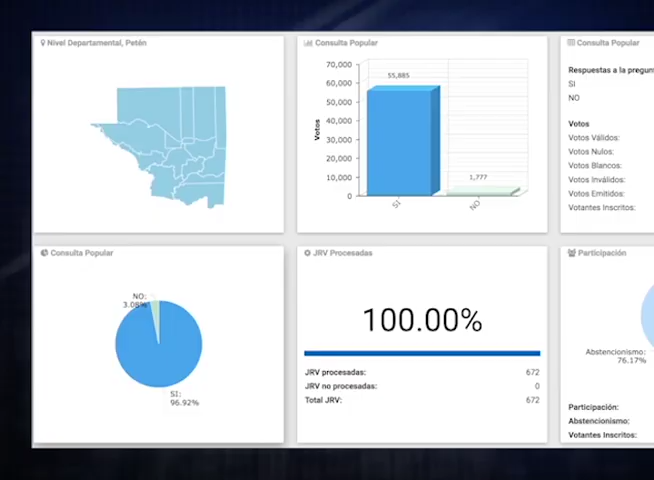 Nivel Departamental, Petén
Consulta Popular
70,000
60,000
50,000
40,000
30,000
20,000
10,000
0
Votos
55,885
1,777
SI
NO
Consulta Popular
Respuestas a la pregun
SI
NO
Votos
Votos Válidos:
Votos Nulos:
Votos Blancos:
Votos Inválidos:
Votos Emitidos:
Votantes Inscritos:
Consulta Popular
NO:
3.08%
SI:
96.92%
JRV Procesadas
100.00%
JRV procesadas: 672
JRV no procesadas: 0
Total JRV: 672
Participación
Abstencionismo:
76.17%
Participación:
Abstencionismo:
Votantes Inscritos: